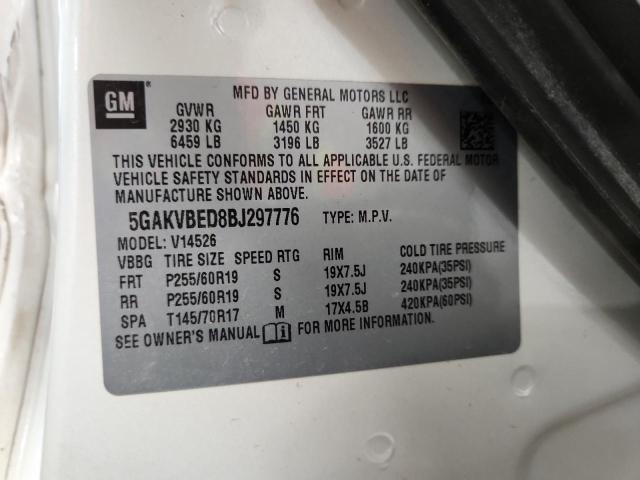 GM ®
MFD BY GENERAL MOTORS LLC
GVWR GAWR FRT GAWR RR
2930 KG 1450 KG 1600 KG
6459 LB 3196 LB 3527 LB
THIS VEHICLE CONFORMS TO ALL APPLICABLE U.S. FEDERAL MOTOR
VEHICLE SAFETY STANDARDS IN EFFECT ON THE DATE OF
MANUFACTURE SHOWN ABOVE.
5GAKVBED8BJ297776 TYPE: M.P.V.
MODEL: V14526
VBBG TIRE SIZE SPEED RTG RIM COLD TIRE PRESSURE
FRT P255/60R19 S 19X7.5J 240KPA(35PSI)
RR P255/60R19 S 19X7.5J 240KPA(35PSI)
SPA T145/70R17 M 17X4.5B 420KPA(60PSI)
SEE OWNER'S MANUAL FOR MORE INFORMATION.